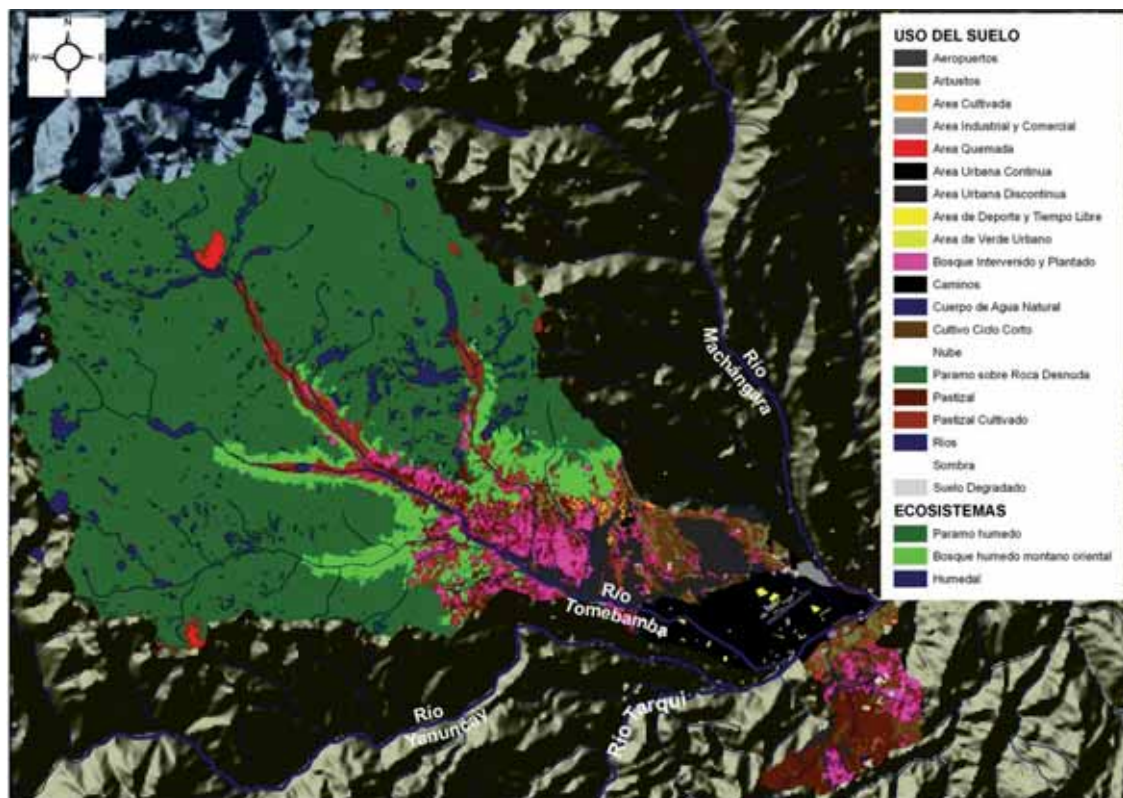 N
W
E
S
USO DEL SUELO
Aeropuertos
Arbustos
Area Cultivada
Area Industrial y Comercial
Area Quemada
Area Urbana Continua
Area Urbana Discontinua
Area de Deporte y Tiempo Libre
Area de Verde Urbano
Bosque Intervenido y Plantado
Caminos
Cuerpo de Agua Natural
Cultivo Ciclo Corto
Nube
Paramo sobre Roca Desnuda
Pastizal
Pastizal Cultivado
Rios
Sombra
Suelo Degradado
ECOSISTEMAS
Paramo humedo
Bosque humedo montano oriental
Humedal
Río
Machángara
Río
Tomebamba
Río
Yanuncay
Río Tarqui